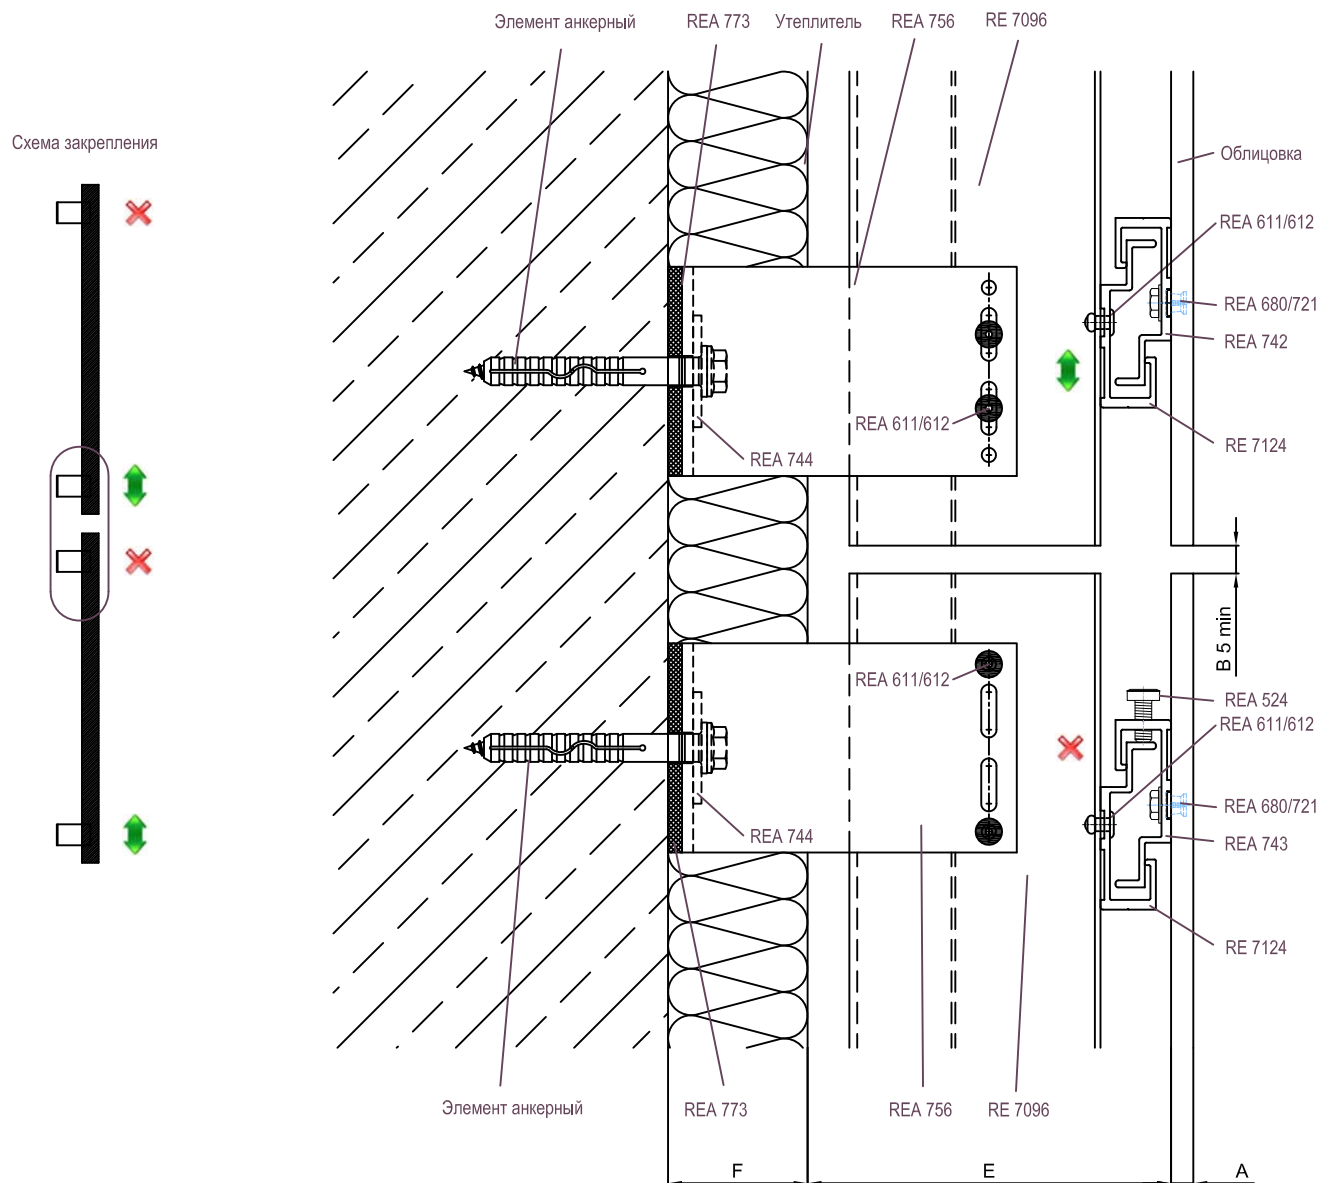 Элемент анкерный
REA 773
Утеплитель
REA 756
RE 7096
Схема закрепления
Облицовка
REA 611/612
REA 680/721
REA 742
REA 611/612
RE 7124
REA 744
B 5 min
REA 611/612
REA 524
REA 611/612
REA 680/721
REA 744
REA 743
RE 7124
Элемент анкерный
REA 773
REA 756
RE 7096
F
E
A